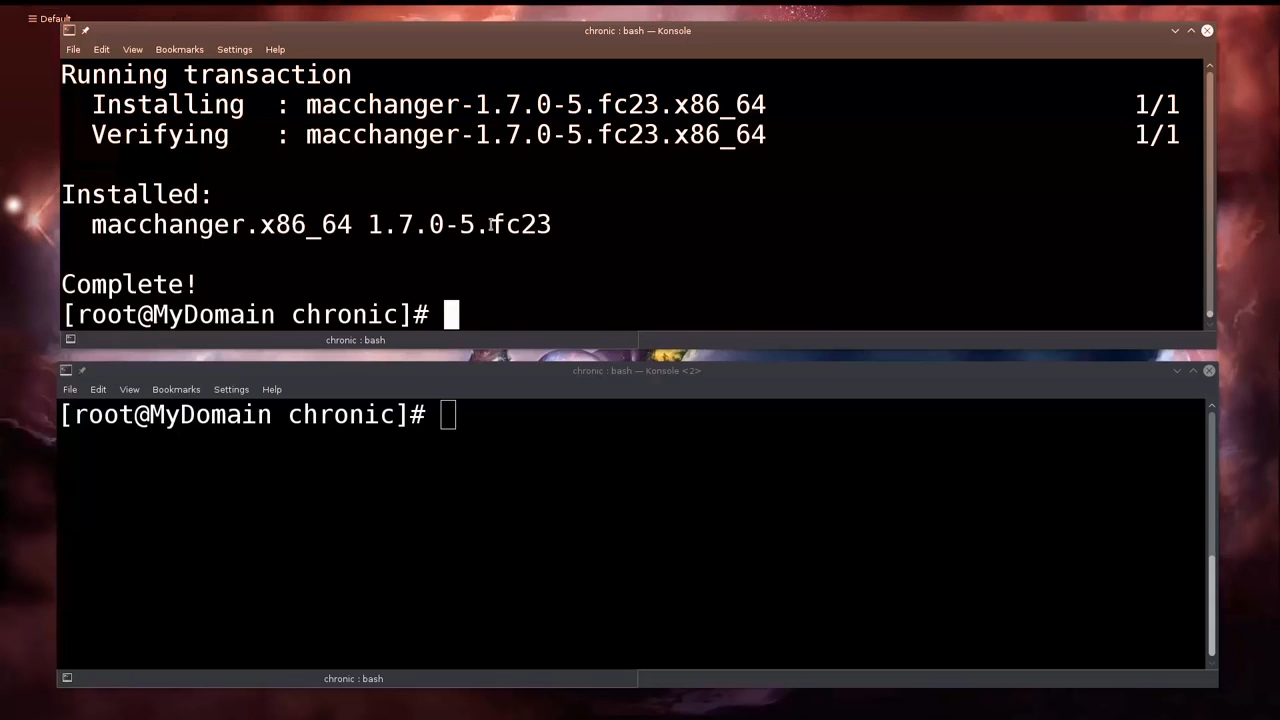 Default
chronic : bash — Konsole
File Edit View Bookmarks Settings Help
Running transaction
Installing : macchanger-1.7.0-5.fc23.x86_64 1/1
Verifying : macchanger-1.7.0-5.fc23.x86_64 1/1
Installed:
macchanger.x86_64 1.7.0-5.fc23
Complete!
[root@MyDomain chronic]#
chronic : bash
chronic : bash — Konsole <2>
File Edit View Bookmarks Settings Help
[root@MyDomain chronic]#
chronic : bash